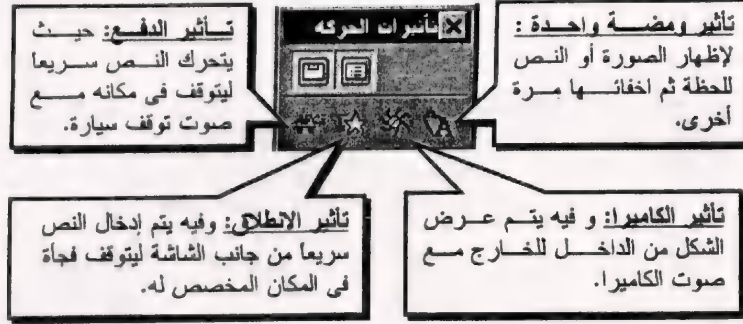 تأثير ومضة واحدة :
لإظهار الصورة أو النص
للحظة ثم اخفائها مرة
أخرى.
تأثيرات الحركه
تأثير الدفع: حيث
يتحرك النص سريعا
ليتوقف فى مكانه مع
صوت توقف سيارة.
تأثير الكاميرا: و فيه يتم عرض
الشكل من الداخل للخارج مع
صوت الكاميرا.
تأثير الانطلاق: وفيه يتم إدخال النص
سريعا من جانب الشاشة ليتوقف فجأة
فى المكان المخصص له.